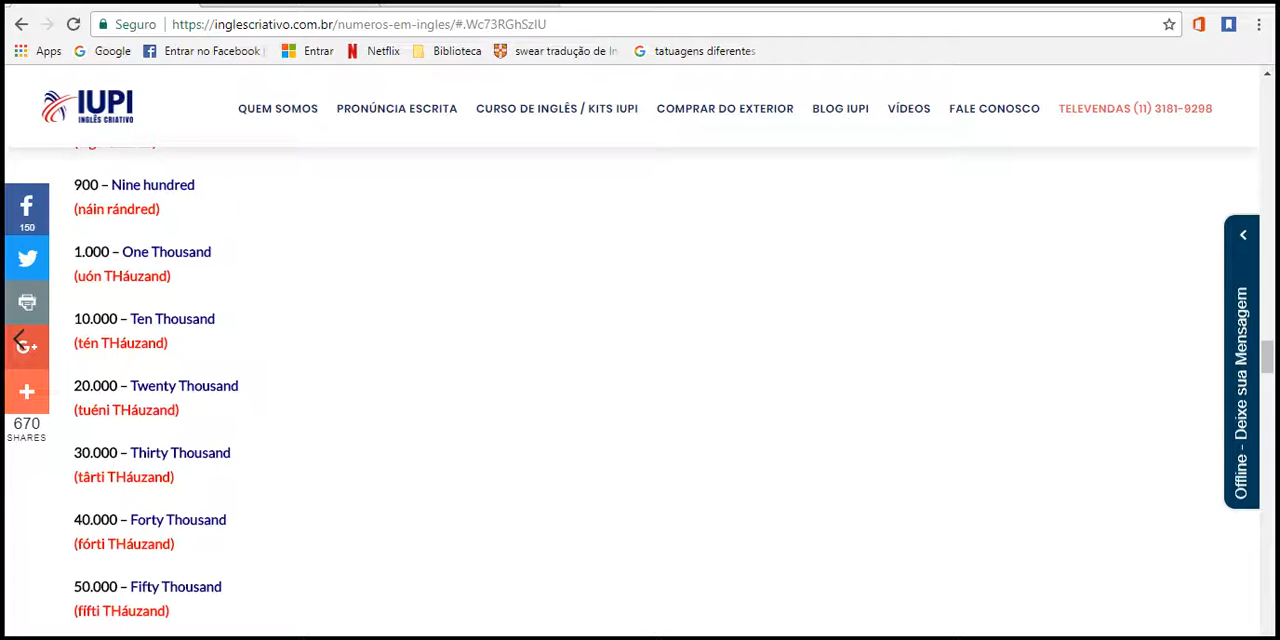 Seguro
https://inglescriativo.com.br/numeros-em-ingles/#.Wc73RGhSzIU
Apps
Google
Entrar no Facebook
Entrar
Netflix
Biblioteca
swear tradução de In
tatuagens diferentes
IUPI
INGLÊS CRIATIVO
QUEM SOMOS
PRONÚNCIA ESCRITA
CURSO DE INGLÊS / KITS IUPI
COMPRAR DO EXTERIOR
BLOG IUPI
VÍDEOS
FALE CONOSCO
TELEVENDAS (11) 3181-9298
900 – Nine hundred
(náin rándred)
1.000 – One Thousand
(uón THáuzand)
10.000 – Ten Thousand
(tén THáuzand)
20.000 – Twenty Thousand
(tuéni THáuzand)
30.000 – Thirty Thousand
(târti THáuzand)
40.000 – Forty Thousand
(fórti THáuzand)
50.000 – Fifty Thousand
(fífti THáuzand)
150
G+
670
SHARES
Offline - Deixe sua Mensagem